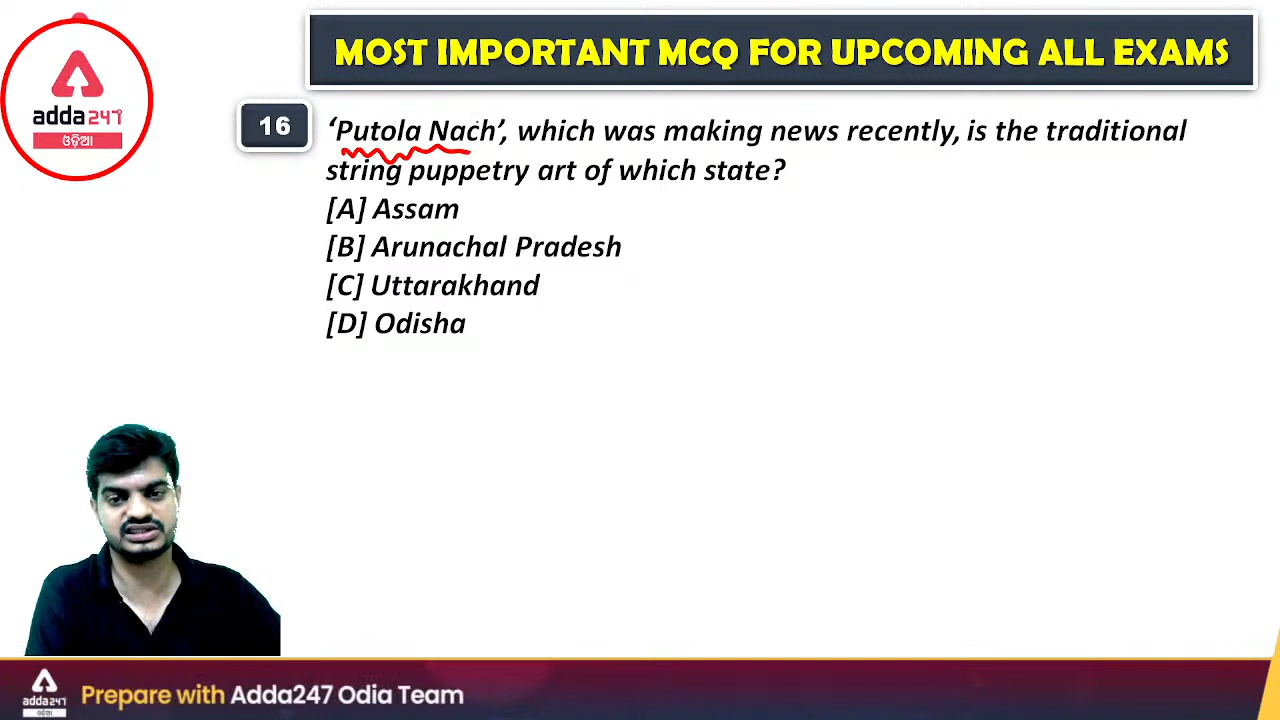 adda247
ଓଡ଼ିଆ
MOST IMPORTANT MCQ FOR UPCOMING ALL EXAMS
16
‘Putola Nach’, which was making news recently, is the traditional
string puppetry art of which state?
[A] Assam
[B] Arunachal Pradesh
[C] Uttarakhand
[D] Odisha
adda247
ଓଡ଼ିଆ
Prepare with Adda247 Odia Team